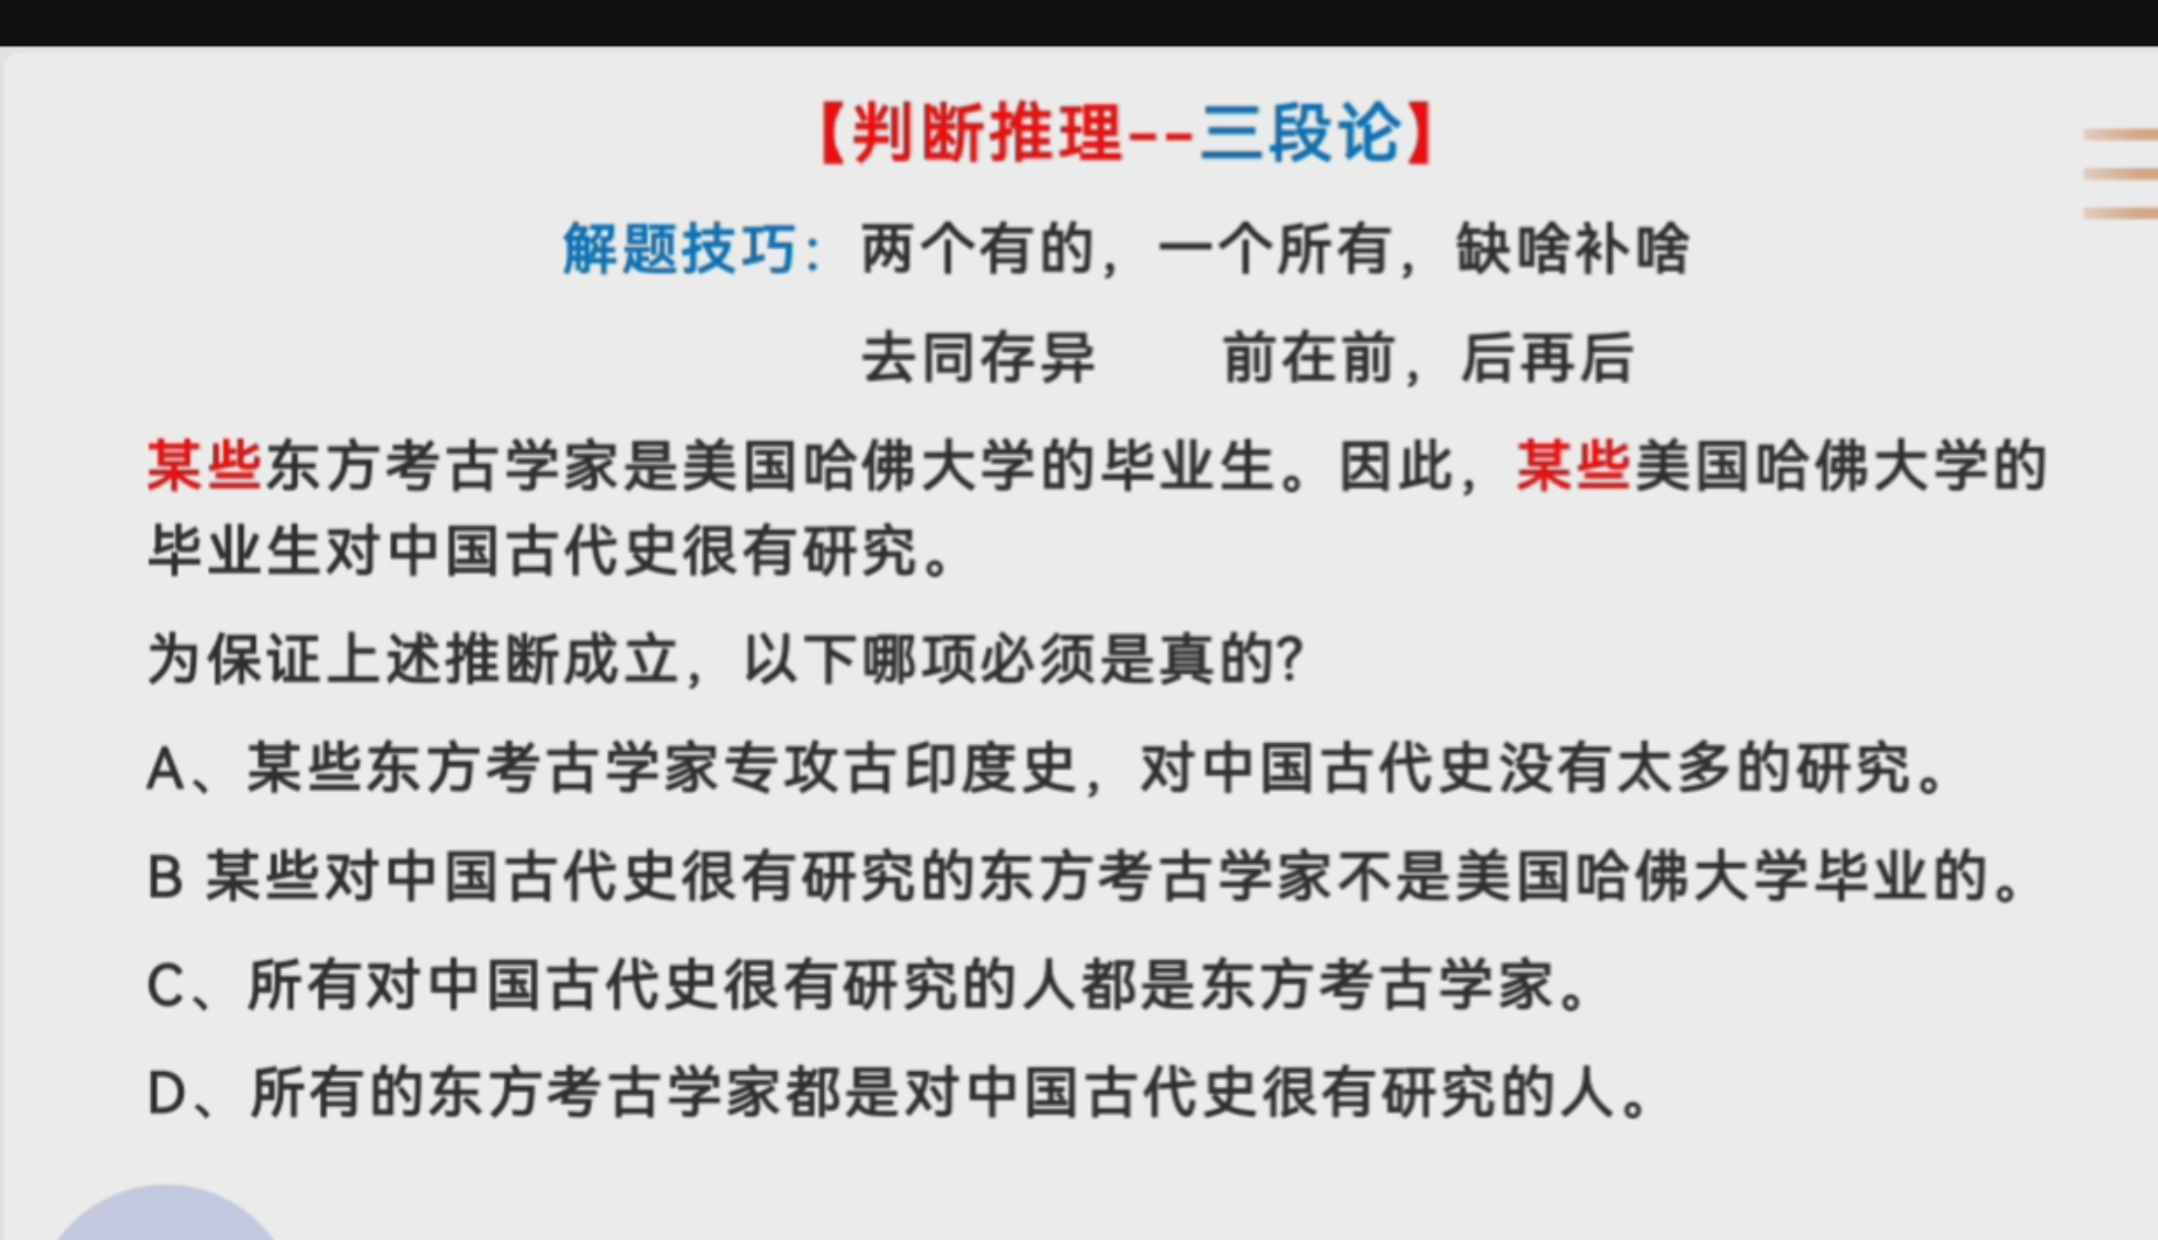 【判断推理--三段论】
解题技巧：两个有的，一个所有，缺啥补啥
去同存异 前在前，后再后
某些东方考古学家是美国哈佛大学的毕业生。因此，某些美国哈佛大学的
毕业生对中国古代史很有研究。
为保证上述推断成立，以下哪项必须是真的？
A、某些东方考古学家专攻古印度史，对中国古代史没有太多的研究。
B 某些对中国古代史很有研究的东方考古学家不是美国哈佛大学毕业的。
C、所有对中国古代史很有研究的人都是东方考古学家。
D、所有的东方考古学家都是对中国古代史很有研究的人。